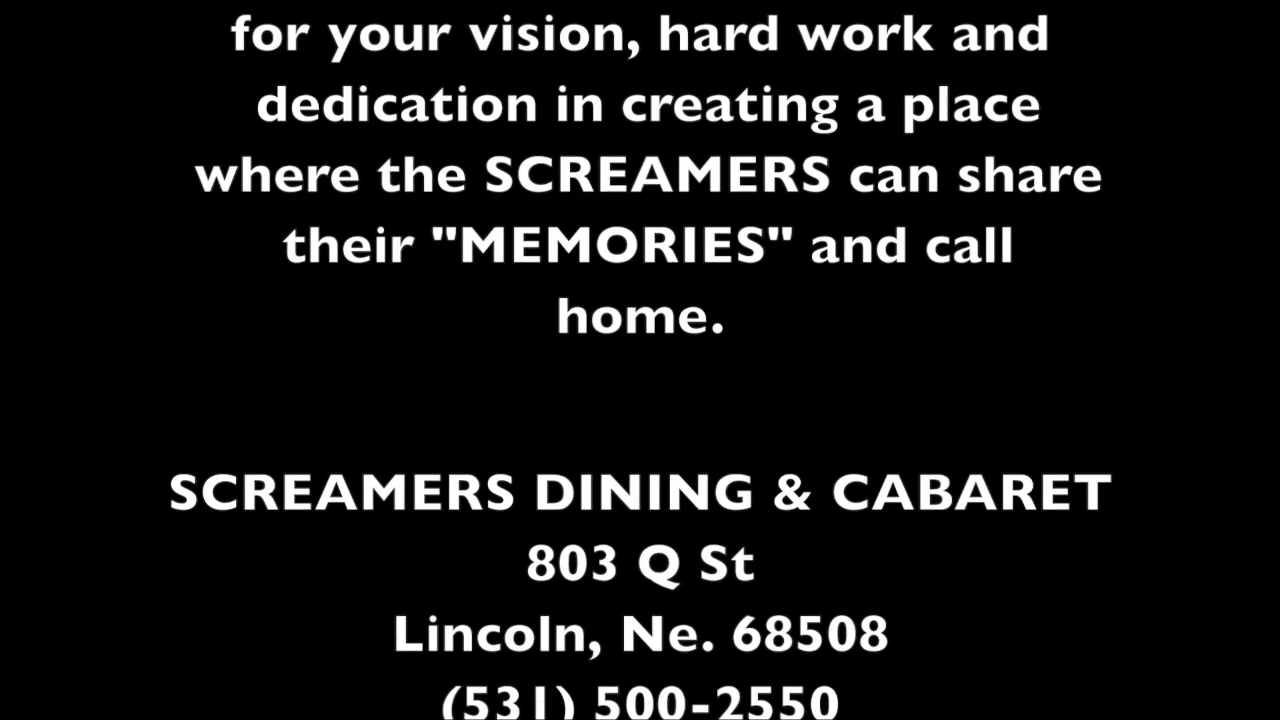 for your vision, hard work and
dedication in creating a place
where the SCREAMERS can share
their "MEMORIES" and call
home.
SCREAMERS DINING & CABARET
803 Q St
Lincoln, Ne. 68508
(531) 500-2550